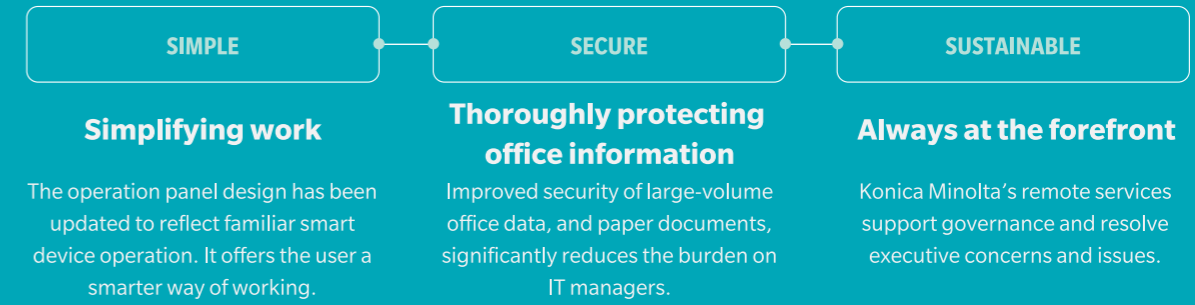 SIMPLE
Simplifying work
The operation panel design has been
updated to reflect familiar smart
device operation. It offers the user a
smarter way of working.
SECURE
Thoroughly protecting
office information
Improved security of large-volume
office data, and paper documents,
significantly reduces the burden on
IT managers.
SUSTAINABLE
Always at the forefront
Konica Minolta’s remote services
support governance and resolve
executive concerns and issues.